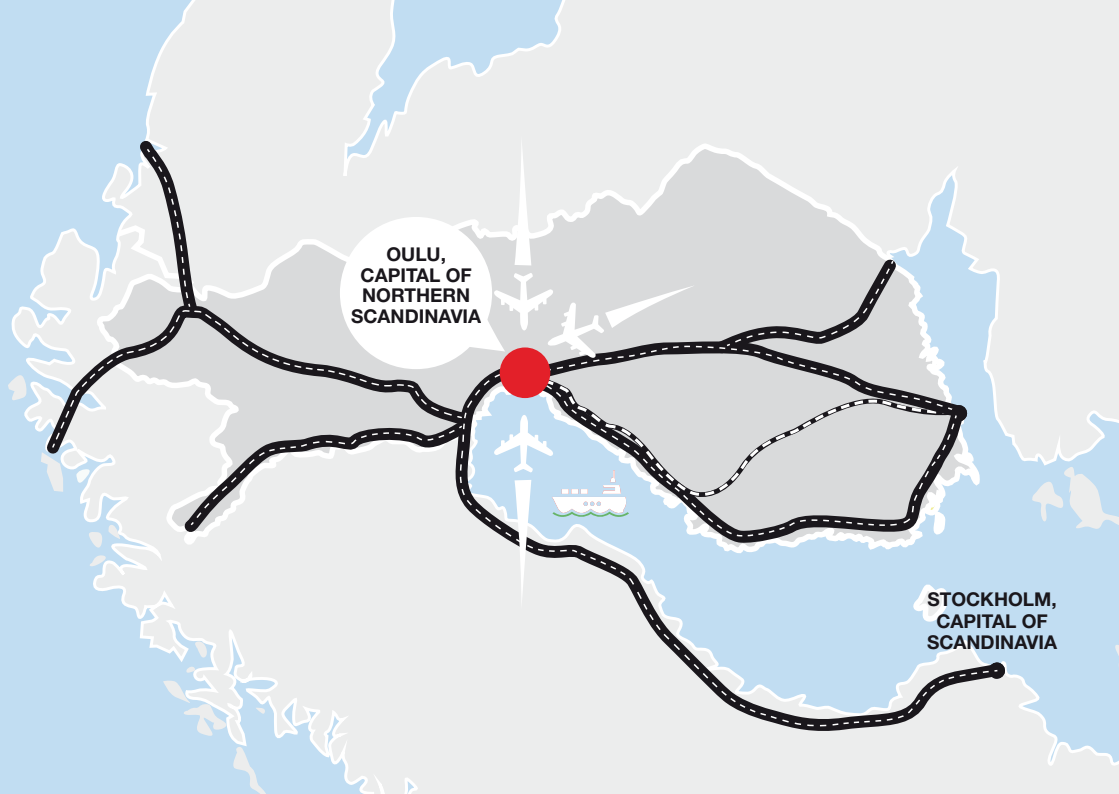 OULU,
CAPITAL OF
NORTHERN
SCANDINAVIA
STOCKHOLM,
CAPITAL OF
SCANDINAVIA